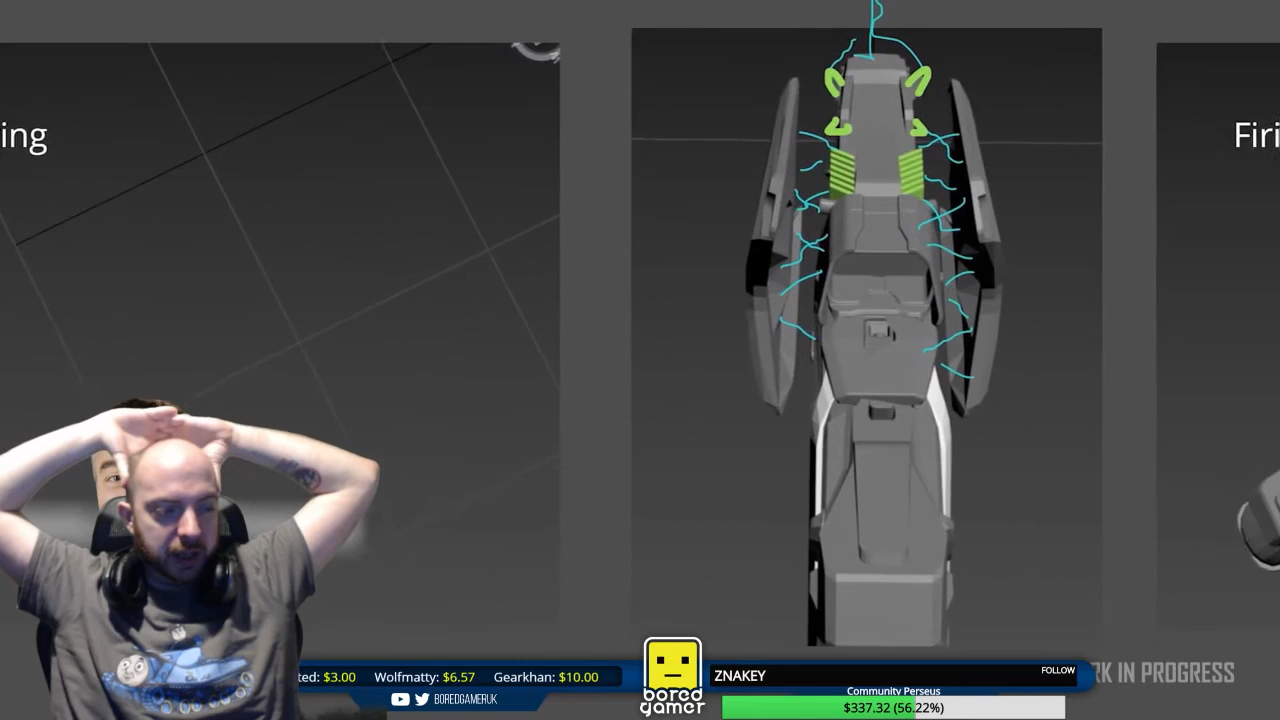 ing
Firi
RK IN PROGRESS
ted: $3.00 Wolfmatty: $6.57 Gearkhan: $10.00
BOREDGAMERUK
bored
gamer
ZNAKEY
FOLLOW
Community Perseus
$337.32 (56.22%)